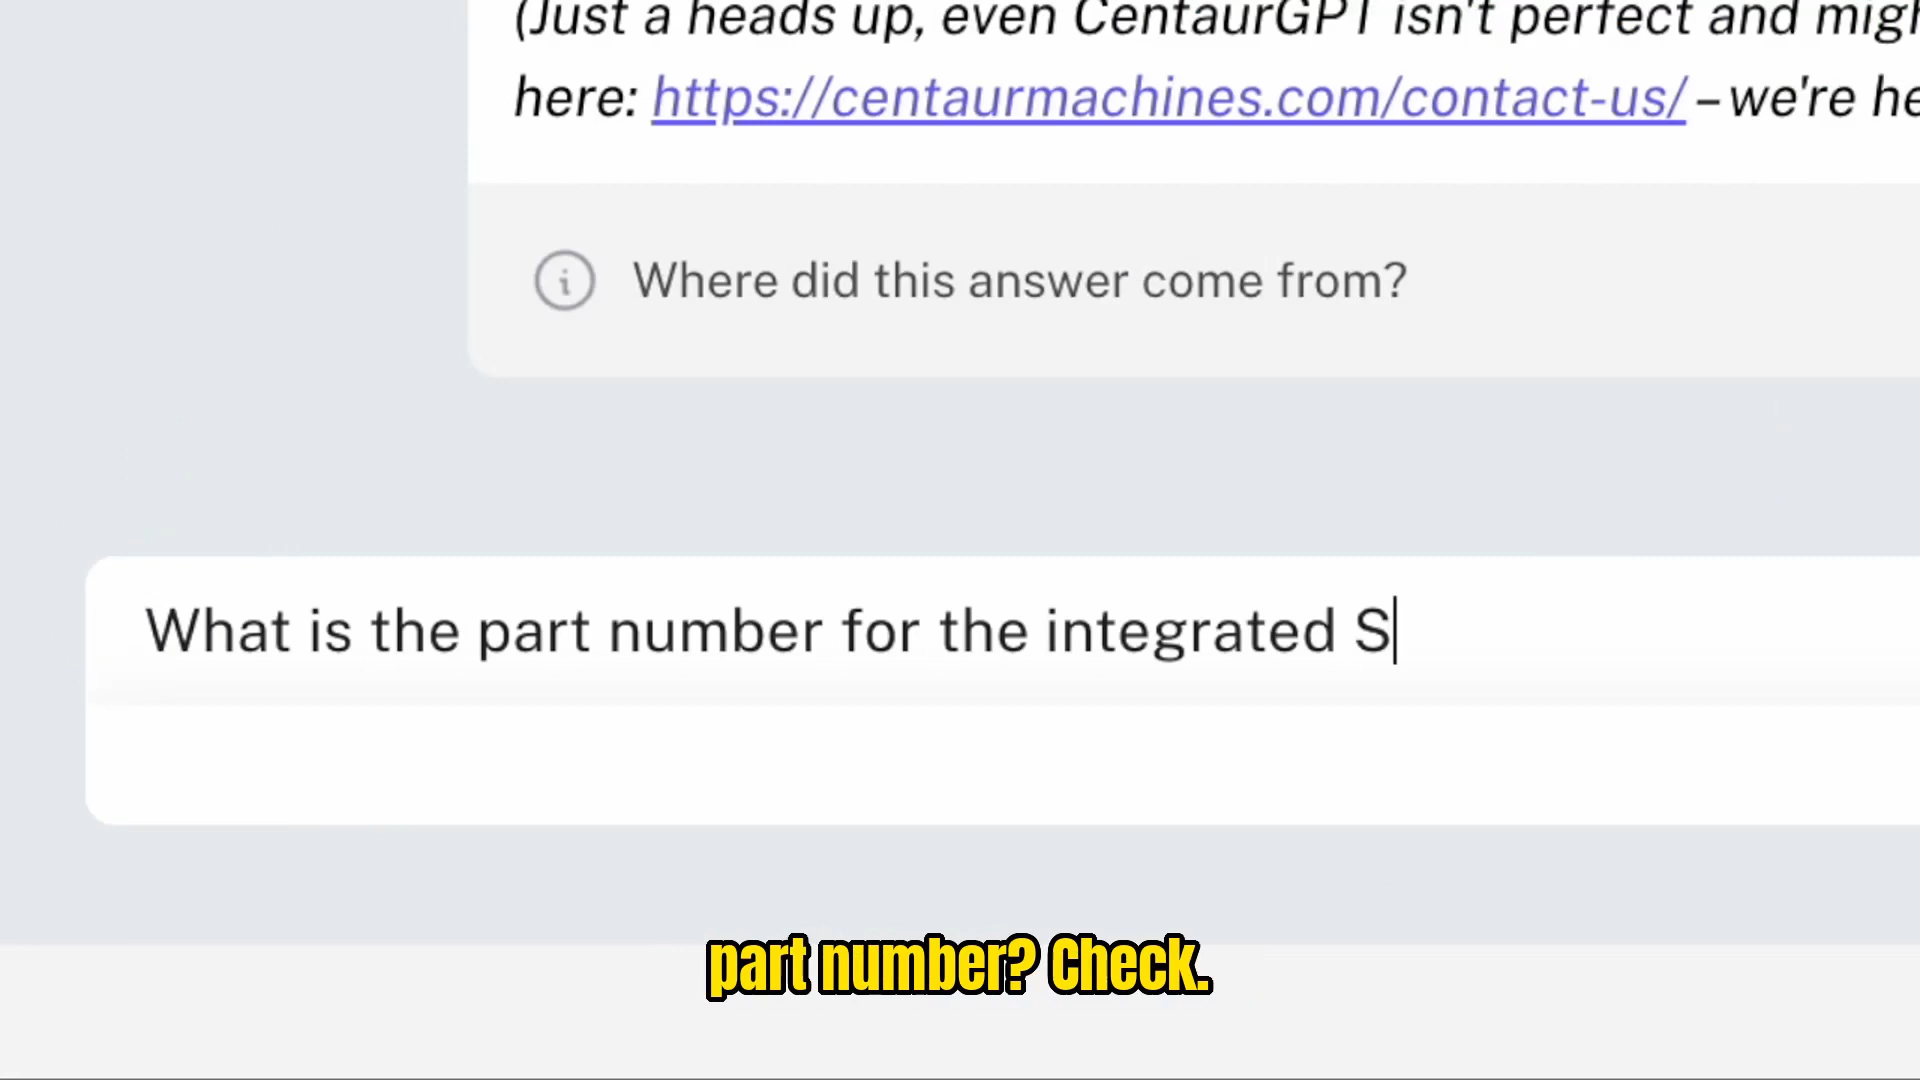 (Just a heads up, even CentaurGPT isn't perfect and
here: https://centaurmachines.com/contact-us/ – we're
Where did this answer come from?
What is the part number for the integrated S
part number? Check.